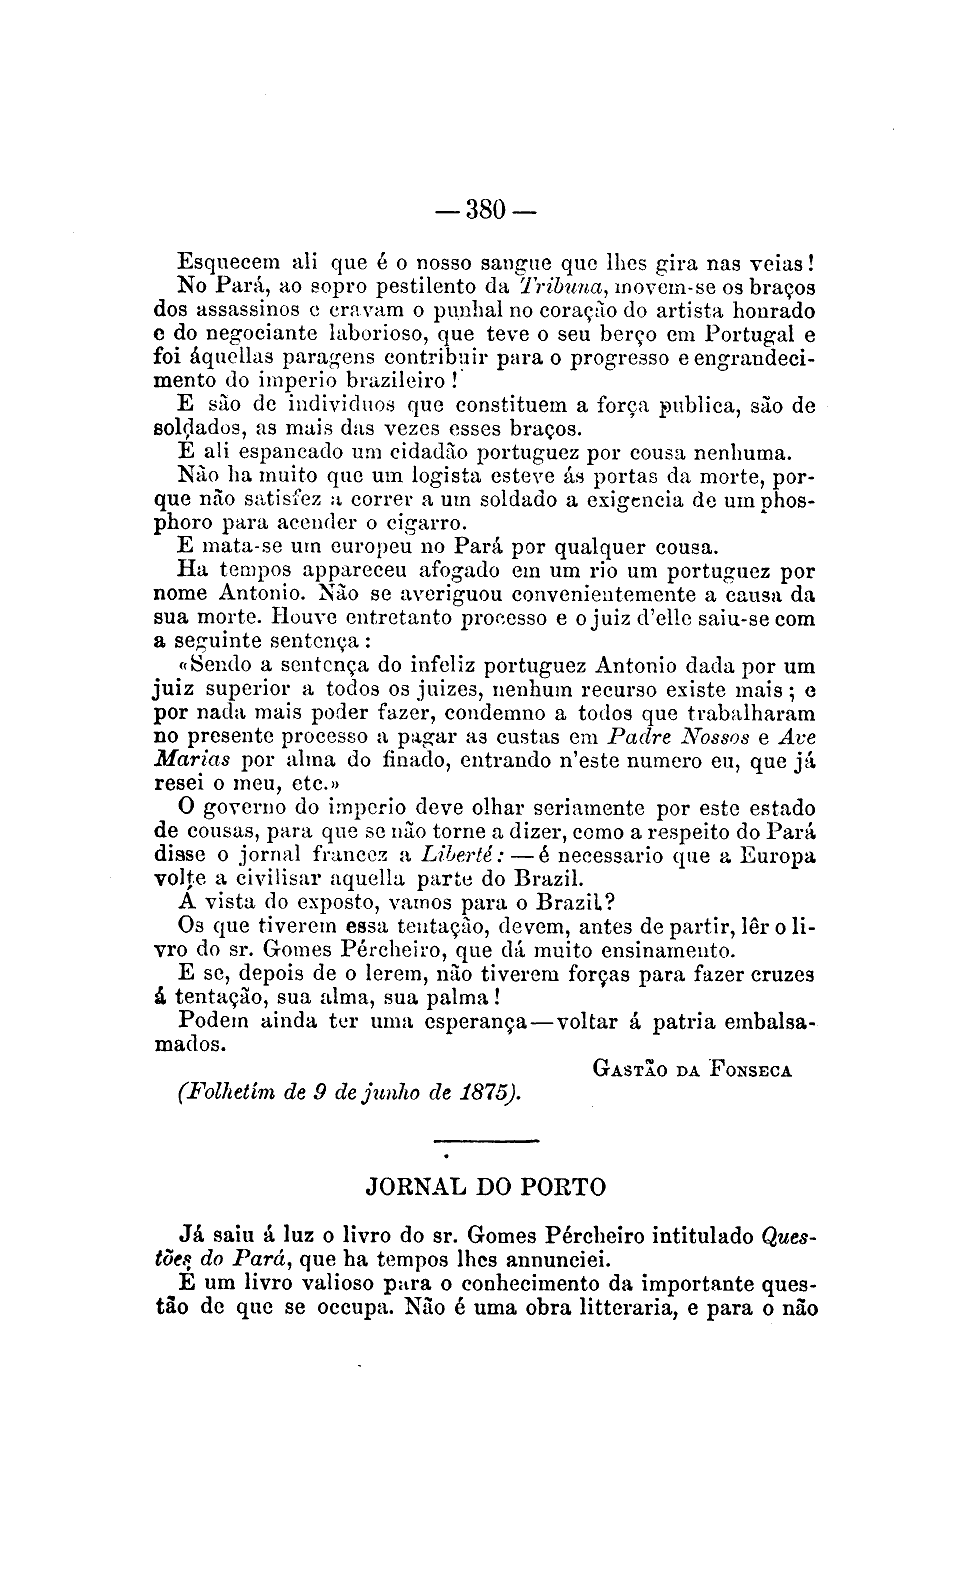 — 380 —
Esquecem ali que é o nosso sangue que lhes gira nas veias!
No Pará, ao sopro pestilento da Tribuna, movem-se os braços
dos assassinos e cravam o punhal no coração do artista honrado
e do negociante laborioso, que teve o seu berço em Portugal e
foi áquellas paragens contribuir para o progresso e engrandeci-
mento do imperio brazileiro!
E são de individuos que constituem a força publica, são de
soldados, as mais das vezes esses braços.
É ali espancado um cidadão portuguez por cousa nenhuma.
Não ha muito que um logista esteve ás portas da morte, por-
que não satisfez a correr a um soldado a exigencia de um phos-
phoro para acender o cigarro.
E mata-se um europeu no Pará por qualquer cousa.
Ha tempos appareceu afogado em um rio um portuguez por
nome Antonio. Não se averiguou convenientemente a causa da
sua morte. Houve entretanto processo e o juiz d'elle saiu-se com
a seguinte sentença:
«Sendo a sentença do infeliz portuguez Antonio dada por um
juiz superior a todos os juizes, nenhum recurso existe mais; e
por nada mais poder fazer, condemno a todos que trabalharam
no presente processo a pagar as custas em Padre Nossos e Ave
Marias por alma do finado, entrando n'este numero eu, que já
resei o meu, etc.»
O governo do imperio deve olhar seriamente por este estado
de cousas, para que se não torne a dizer, como a respeito do Pará
disse o jornal francez a Liberté: — é necessario que a Europa
volte a civilisar aquella parte do Brazil.
Á vista do exposto, vamos para o Brazil?
Os que tiverem essa tentação, devem, antes de partir, lêr o li-
vro do sr. Gomes Pércheiro, que dá muito ensinamento.
E se, depois de o lerem, não tiverem forças para fazer cruzes
á tentação, sua alma, sua palma!
Podem ainda ter uma esperança—voltar á patria embalsa-
mados.
GASTÃO DA FONSECA
(Folhetim de 9 de junho de 1875).
JORNAL DO PORTO
Já saiu á luz o livro do sr. Gomes Pércheiro intitulado Ques-
tões do Pará, que ha tempos lhes annunciei.
É um livro valioso para o conhecimento da importante ques-
tão de que se occupa. Não é uma obra litteraria, e para o não